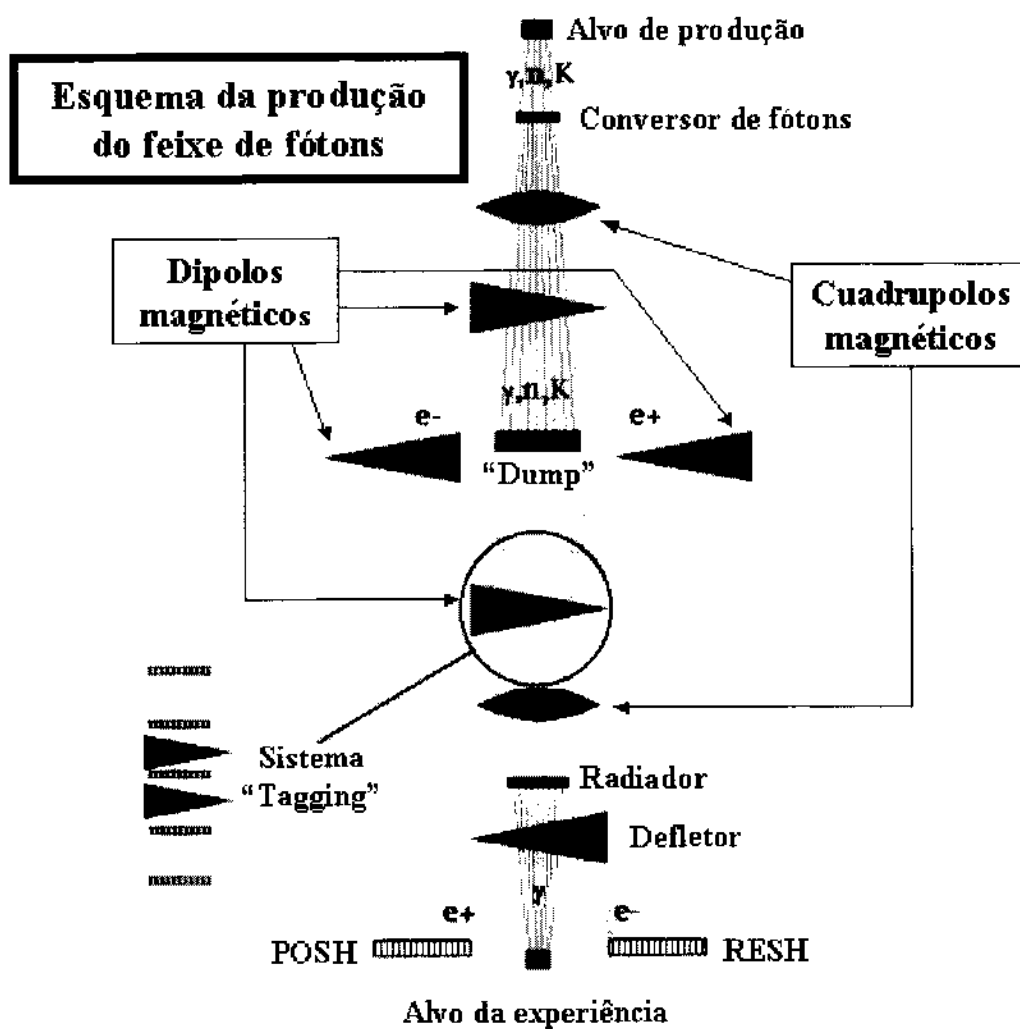 Alvo de produção
γ,n,K
Esquema da produção
do feixe de fótons
Conversor de fótons
Dipolos
magnéticos
Cuadrupolos
magnéticos
γ,n,K
e-
e+
“Dump”
Sistema
“Tagging”
Radiador
Defletor
γ
e+
e-
POSH
RESH
Alvo da experiência